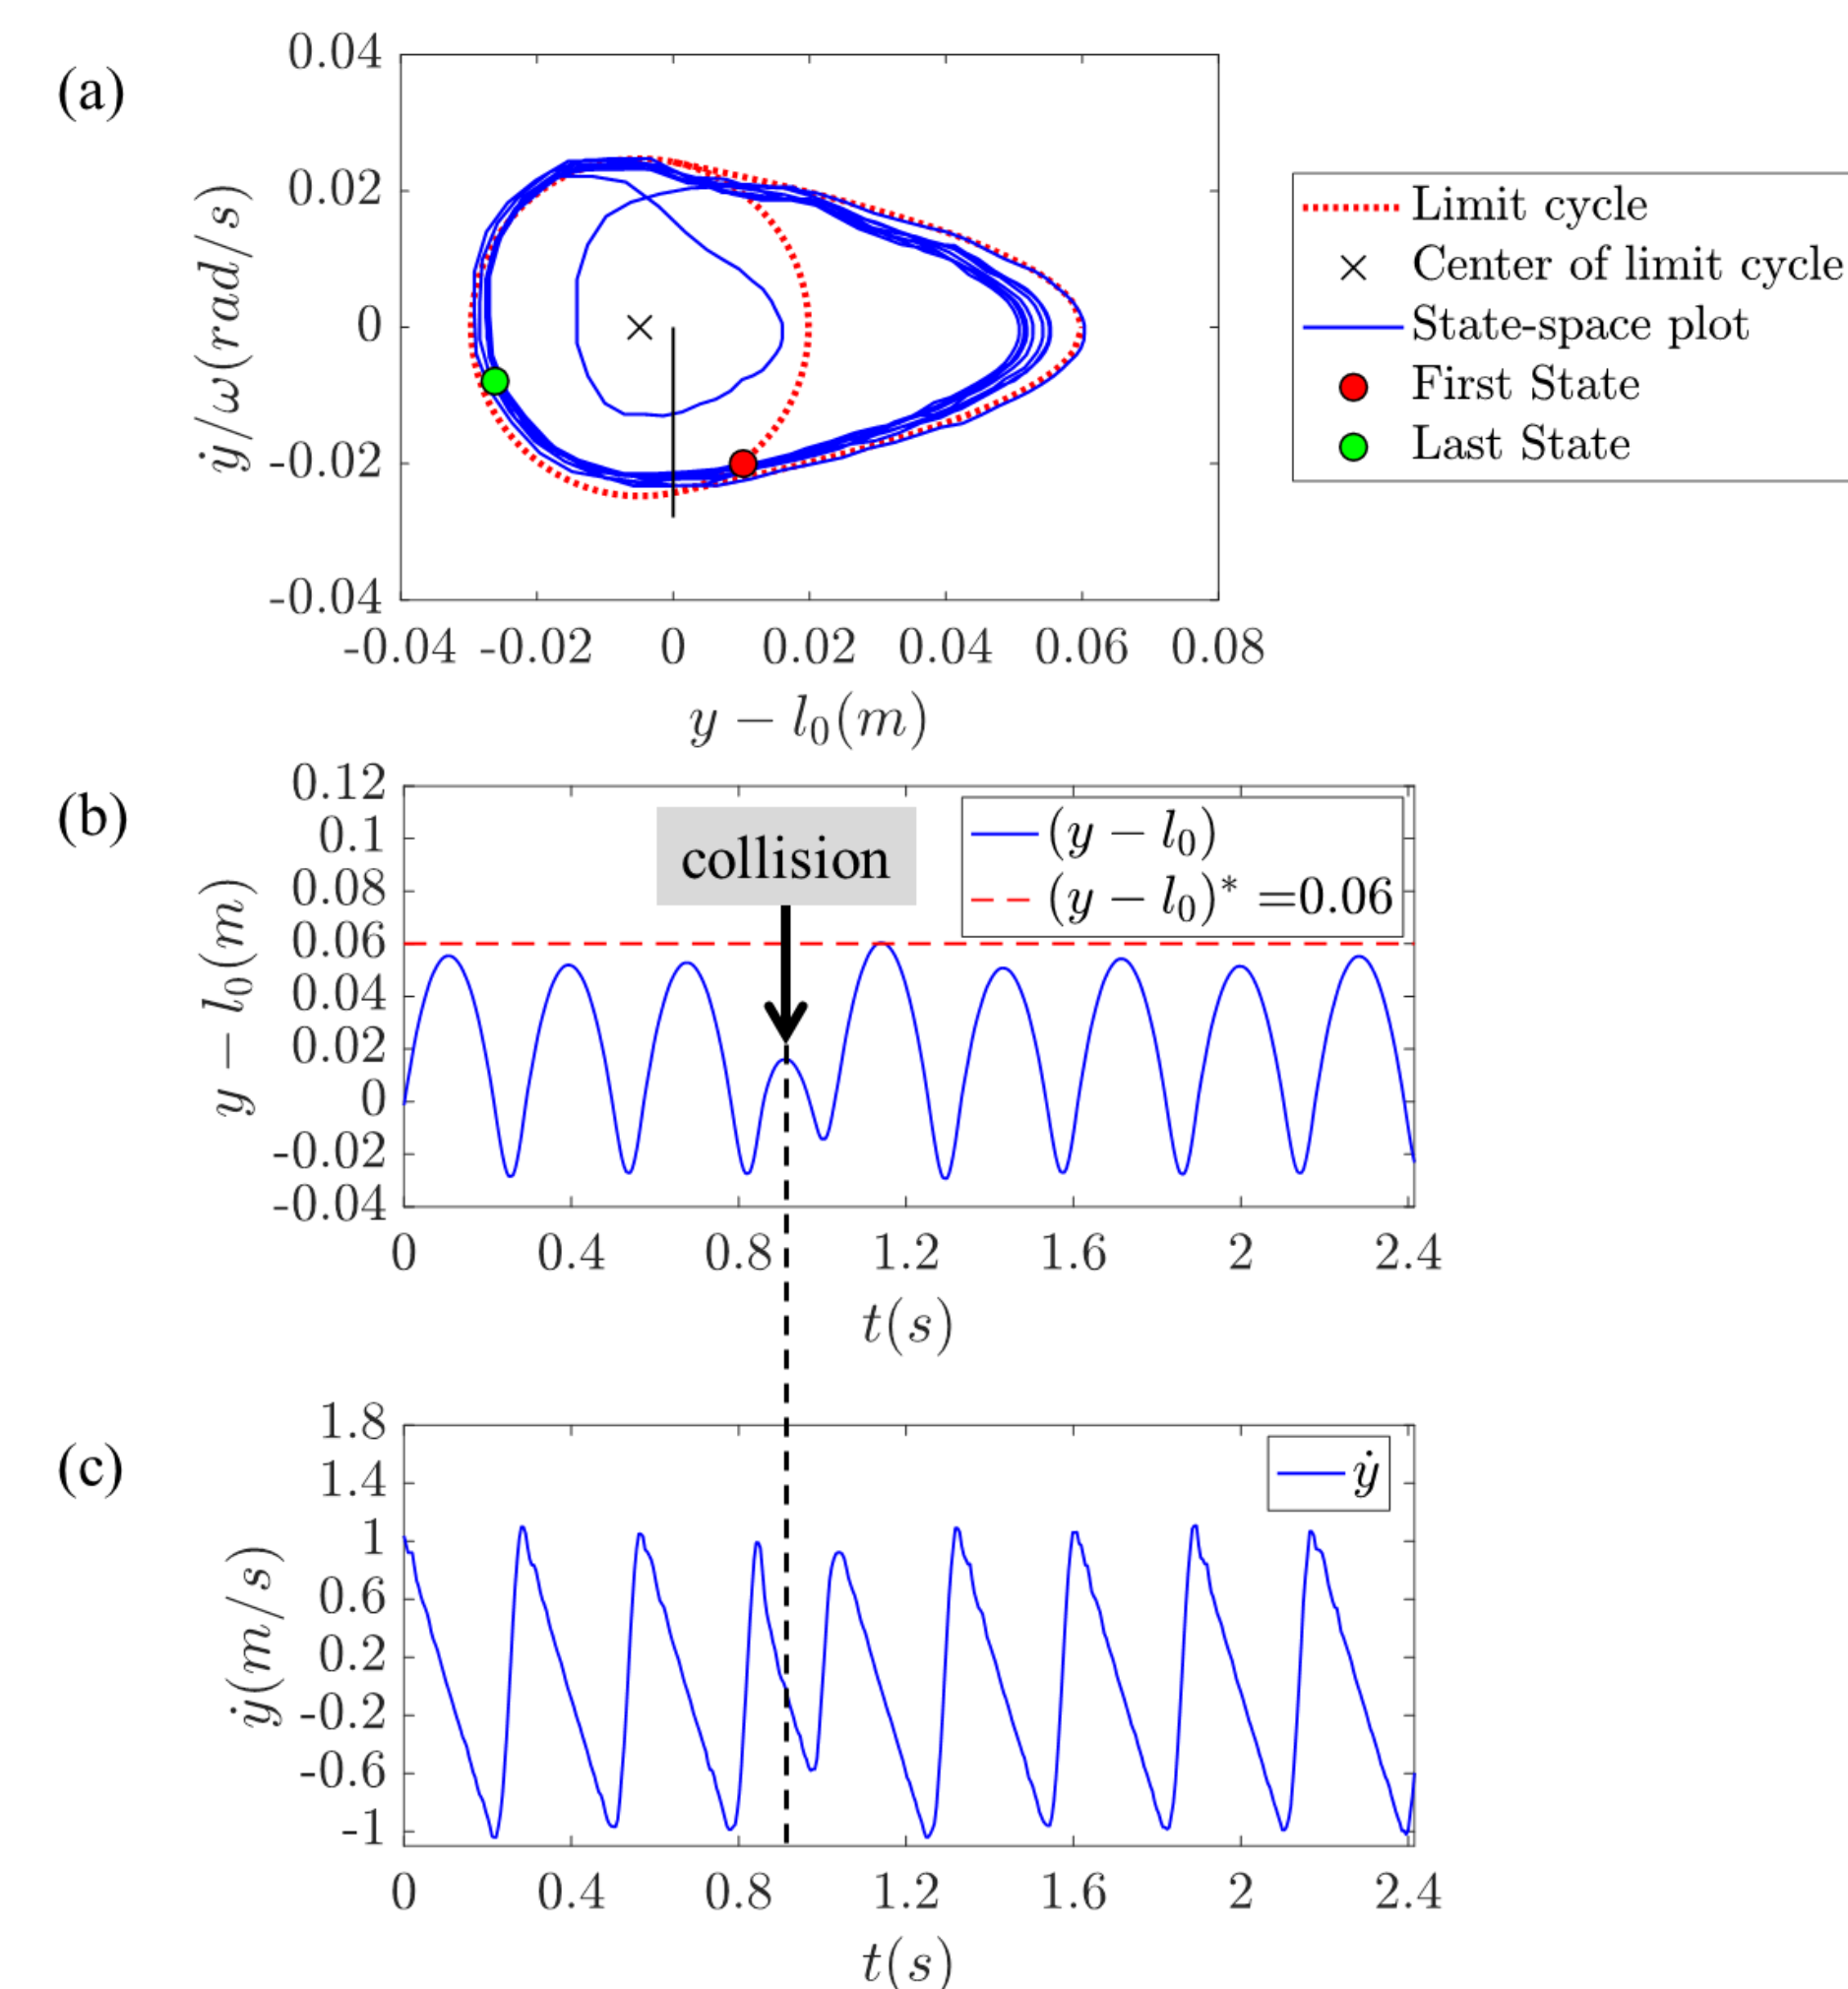 (a)
0.04
0.02
0
-0.02
-0.04
ẏ/ω(rad/s)
-0.04 -0.02 0 0.02 0.04 0.06 0.08
y − l₀(m)
Limit cycle
Center of limit cycle
State-space plot
First State
Last State
(b)
0.12
0.1
0.08
0.06
0.04
0.02
0
-0.02
-0.04
y − l₀(m)
collision
(y − l₀)
(y − l₀)* =0.06
0 0.4 0.8 1.2 1.6 2 2.4
t(s)
(c)
1.8
1.4
1
0.6
0.2
-0.2
-0.6
-1
ẏ(m/s)
ẏ
0 0.4 0.8 1.2 1.6 2 2.4
t(s)